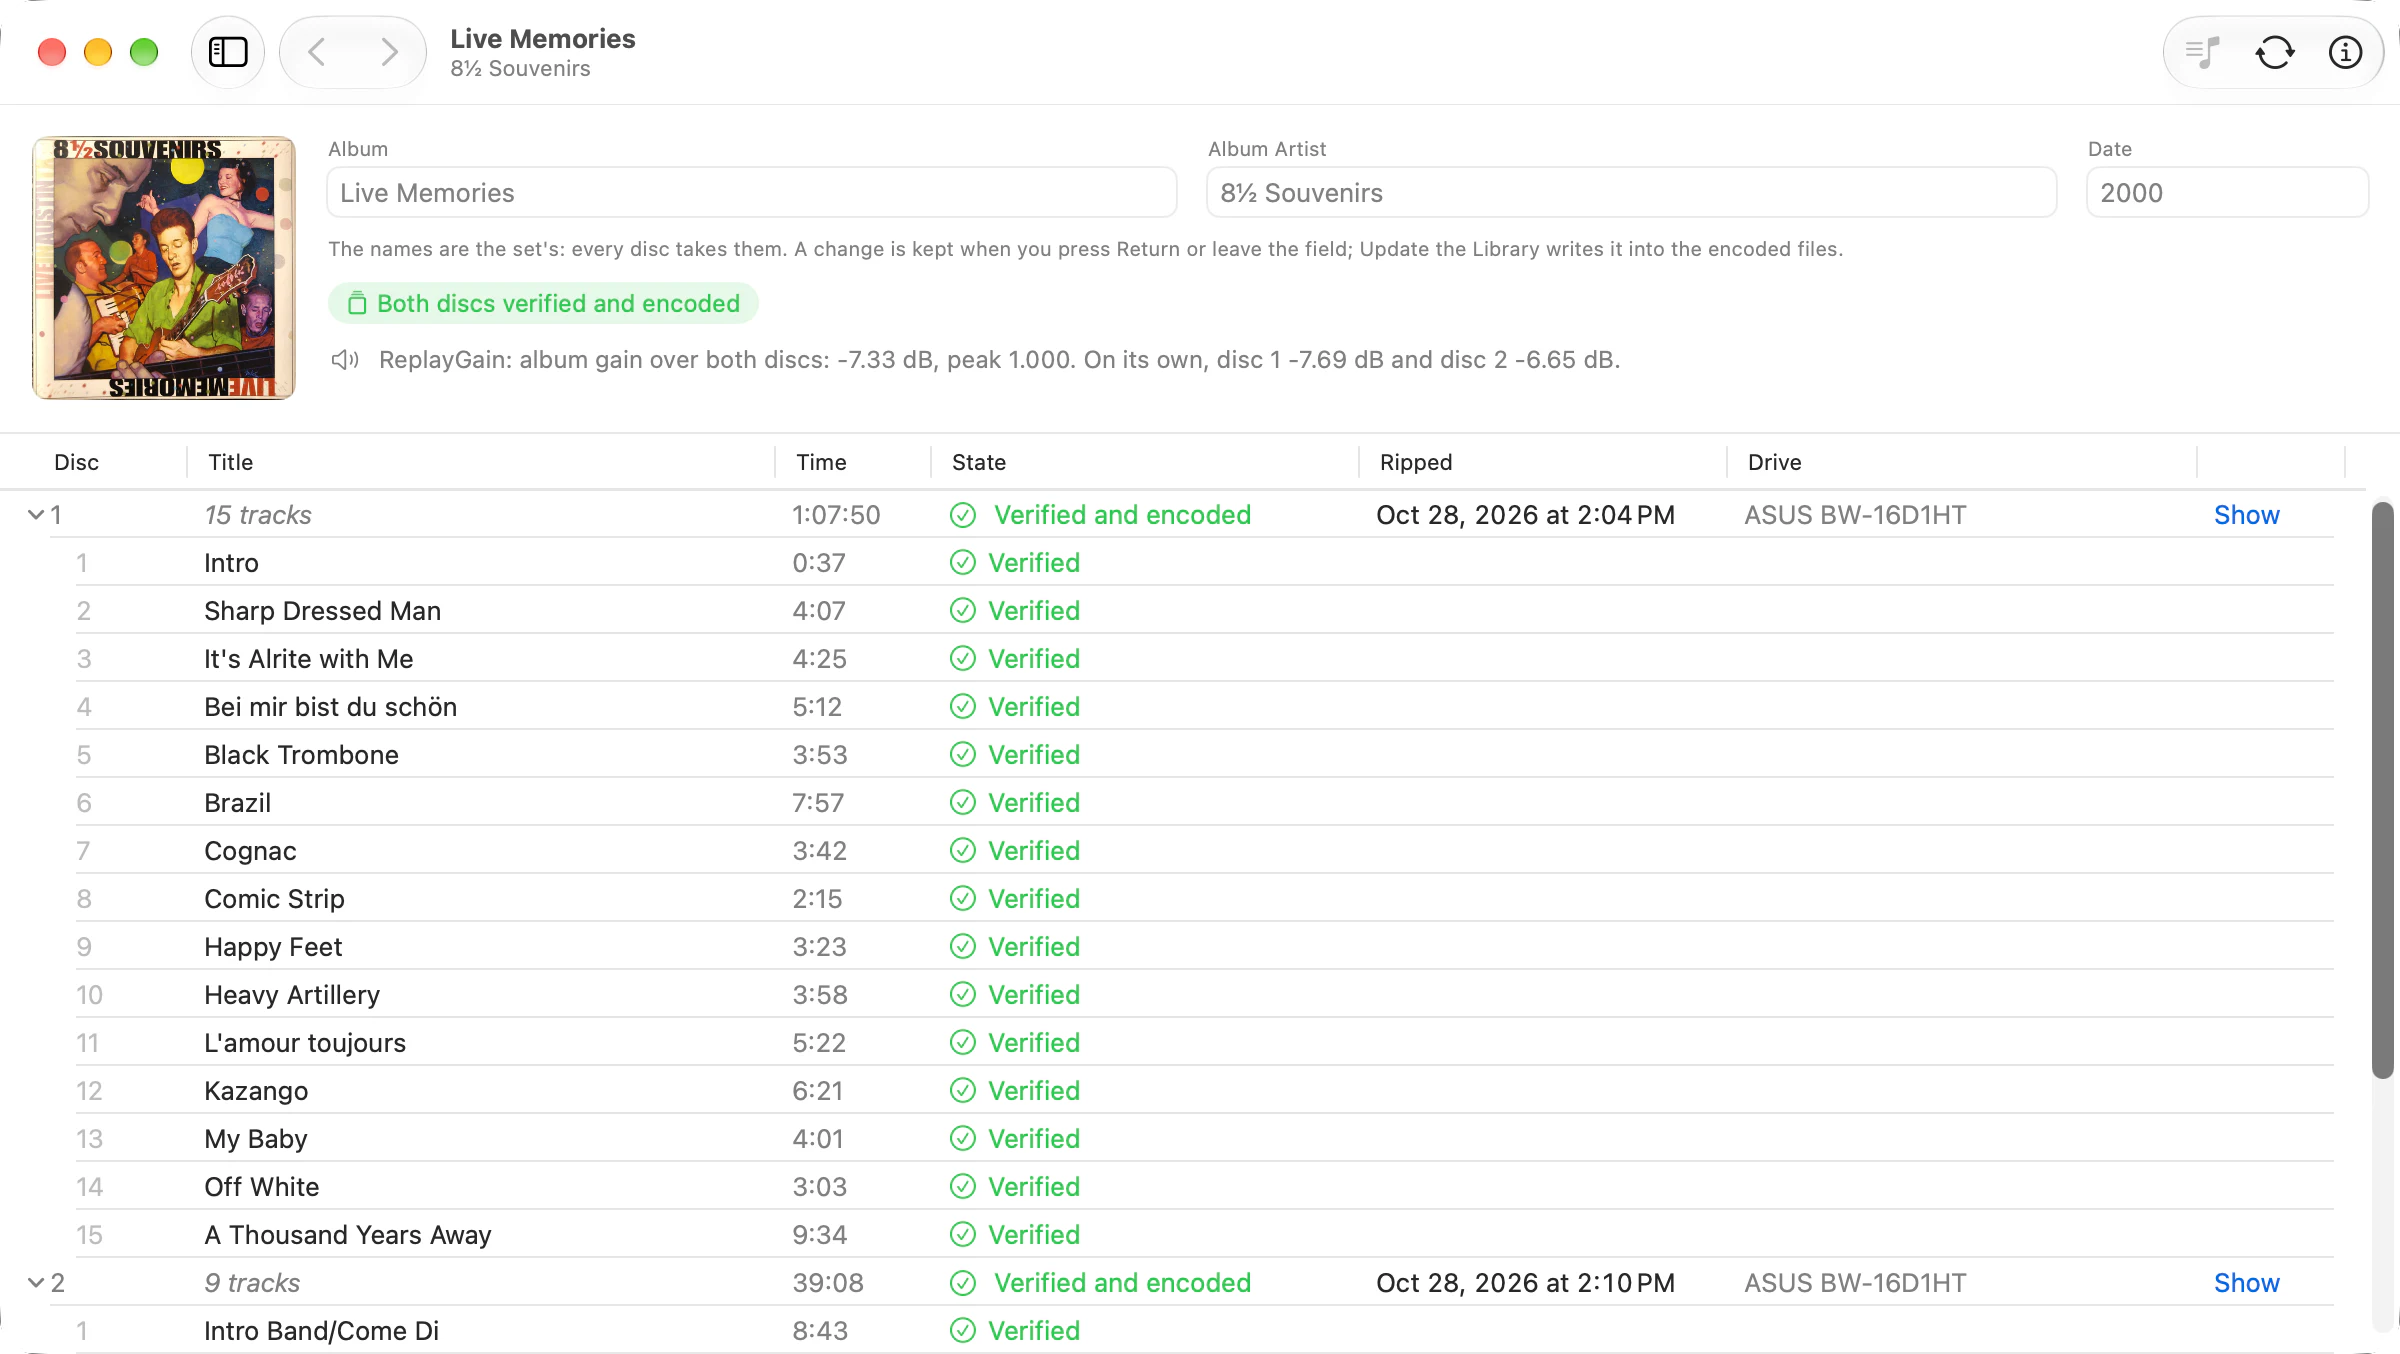 Live Memories
8½ Souvenirs
8½ SOUVENIRS
LIVE MEMORIES
Album
Album Artist
Date
Live Memories
8½ Souvenirs
2000
The names are the set's: every disc takes them. A change is kept when you press Return or leave the field; Update the Library writes it into the encoded files.
Both discs verified and encoded
ReplayGain: album gain over both discs: -7.33 dB, peak 1.000. On its own, disc 1 -7.69 dB and disc 2 -6.65 dB.
Disc Title Time State Ripped Drive
1 15 tracks 1:07:50 Verified and encoded Oct 28, 2026 at 2:04 PM ASUS BW-16D1HT Show
1 Intro 0:37 Verified
2 Sharp Dressed Man 4:07 Verified
3 It's Alrite with Me 4:25 Verified
4 Bei mir bist du schön 5:12 Verified
5 Black Trombone 3:53 Verified
6 Brazil 7:57 Verified
7 Cognac 3:42 Verified
8 Comic Strip 2:15 Verified
9 Happy Feet 3:23 Verified
10 Heavy Artillery 3:58 Verified
11 L'amour toujours 5:22 Verified
12 Kazango 6:21 Verified
13 My Baby 4:01 Verified
14 Off White 3:03 Verified
15 A Thousand Years Away 9:34 Verified
2 9 tracks 39:08 Verified and encoded Oct 28, 2026 at 2:10 PM ASUS BW-16D1HT Show
1 Intro Band/Come Di 8:43 Verified